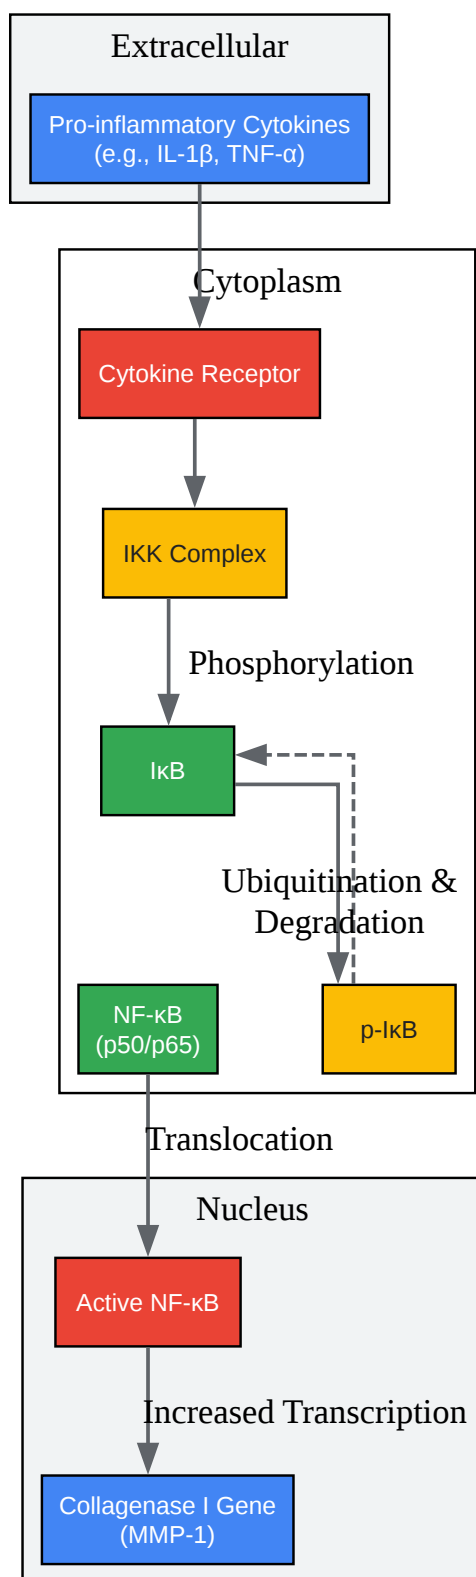 Extracellular
Pro-inflammatory Cytokines
(e.g., IL-1β, TNF-α)
Cytoplasm
Cytokine Receptor
IKK Complex
Phosphorylation
IκB
Ubiquitination &
Degradation
NF-κB
(p50/p65)
p-IκB
Translocation
Nucleus
Active NF-κB
Increased Transcription
Collagenase I Gene
(MMP-1)